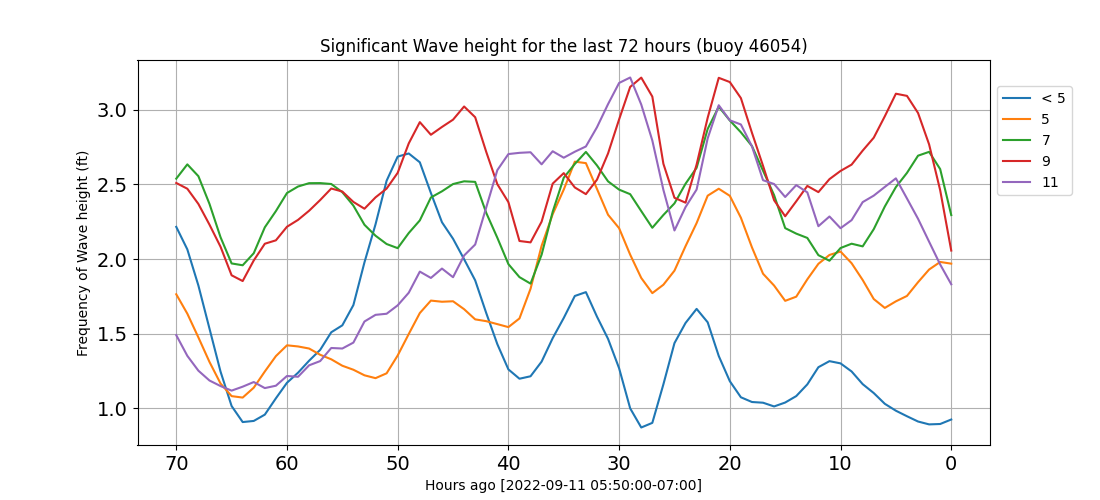 Significant Wave height for the last 72 hours (buoy 46054)
Frequency of Wave height (ft)
3.0
2.5
2.0
1.5
1.0
70 60 50 40 30 20 10 0
Hours ago [2022-09-11 05:50:00-07:00]
< 5
5
7
9
11